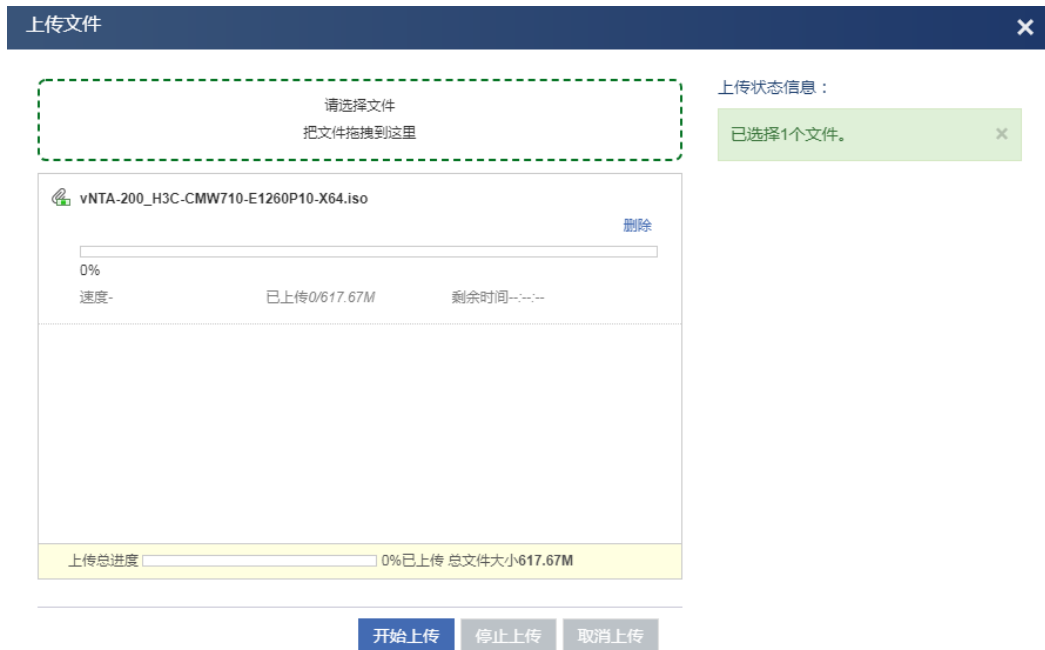 上传文件
请选择文件
把文件拖拽到这里
vNTA-200_H3C-CMW710-E1260P10-X64.iso
删除
0%
速度- 已上传0/617.67M 剩余时间--:--:--
上传总进度 0%已上传 总文件大小617.67M
开始上传 停止上传 取消上传
上传状态信息：
已选择1个文件。